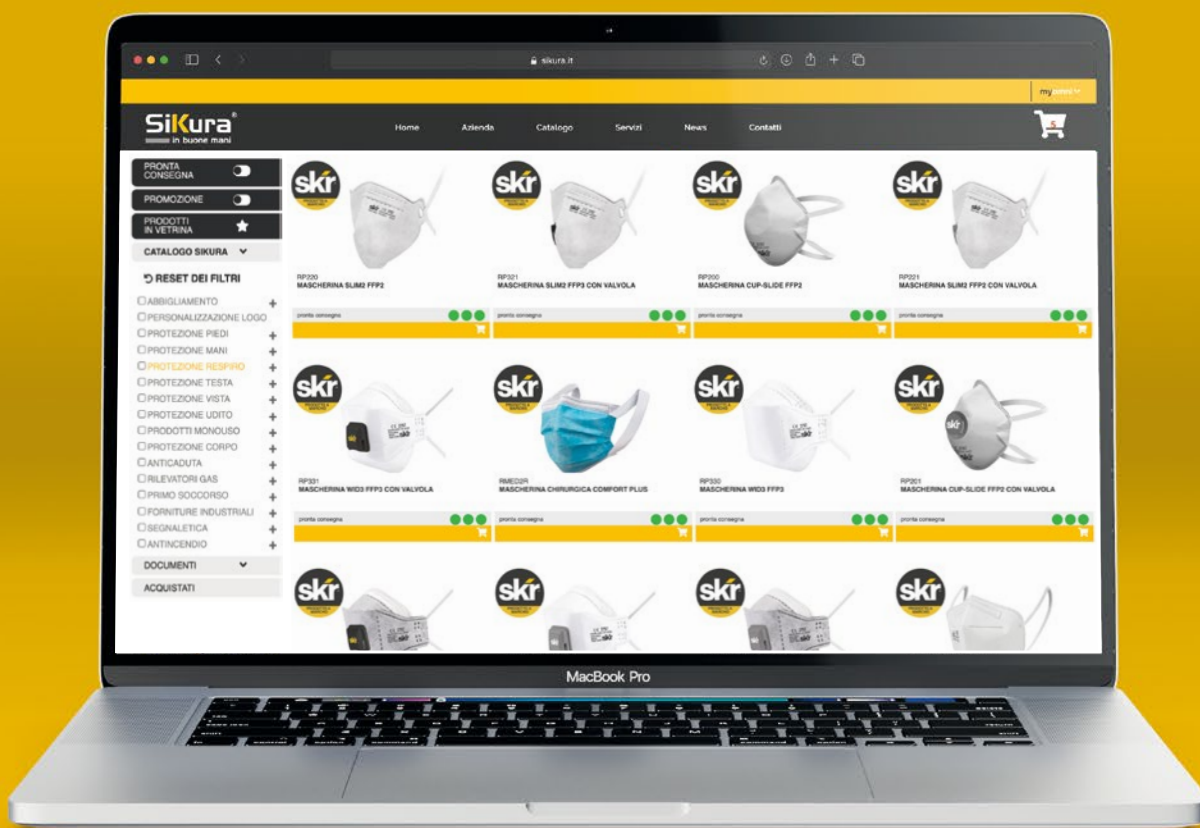 sikura.it
SiKura®
in buone mani
Home Azienda Catalogo Servizi News Contatti
5
PRONTA
CONSEGNA
PROMOZIONE
PRODOTTI
IN VETRINA
CATALOGO SIKURA
RESET DEI FILTRI
ABBIGLIAMENTO +
PERSONALIZZAZIONE LOGO
PROTEZIONE PIEDI +
PROTEZIONE MANI +
PROTEZIONE RESPIRO +
PROTEZIONE TESTA +
PROTEZIONE VISTA +
PROTEZIONE UDITO +
PRODOTTI MONOUSO +
PROTEZIONE CORPO +
ANTICADUTA +
RILEVATORI GAS +
PRIMO SOCCORSO +
FORNITURE INDUSTRIALI +
SEGNALETICA +
ANTINCENDIO +
DOCUMENTI
ACQUISTATI
skr
RP220
MASCHERINA SLIM2 FFP2
pronta consegna
skr
RP321
MASCHERINA SLIM2 FFP3 CON VALVOLA
pronta consegna
skr
skr
RP200
MASCHERINA CUP-SLIDE FFP2
pronta consegna
skr
RP221
MASCHERINA SLIM2 FFP2 CON VALVOLA
pronta consegna
skr
skr
RP331
MASCHERINA WID3 FFP3 CON VALVOLA
pronta consegna
skr
RMED2R
MASCHERINA CHIRURGICA COMFORT PLUS
pronta consegna
skr
skr
RP330
MASCHERINA WID3 FFP3
pronta consegna
skr
skr
RP201
MASCHERINA CUP-SLIDE FFP2 CON VALVOLA
pronta consegna
skr
skr
skr
skr
MacBook Pro